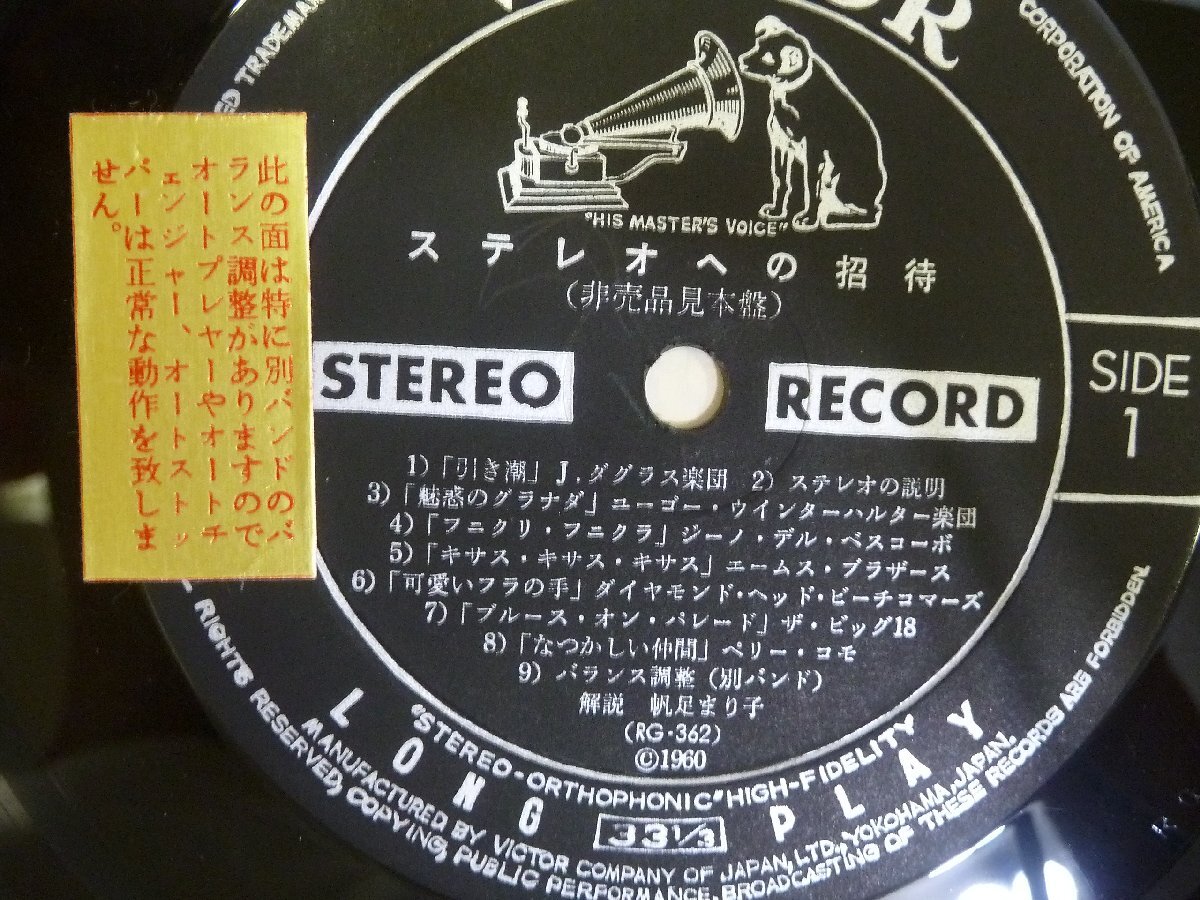 此の面は特に別バンドのバ
ランス調整がありますので
オートプレヤーやオートチ
ェンジャー、オートストッ
パーは正常な動作を致しま
せん。
CORPORATION OF AMERICA
"HIS MASTER'S VOICE"
ステレオへの招待
(非売品見本盤)
STEREO RECORD
SIDE
1
1)「引き潮」J.ダグラス楽団 2) ステレオの説明
3)「魅惑のグラナダ」ユーゴー・ウインターハルター楽団
4)「フニクリ・フニクラ」ジーノ・デル・ベスコーボ
5)「キサス・キサス・キサス」エームス・ブラザース
6)「可愛いフラの手」ダイヤモンド・ヘッド・ビーチコマーズ
7)「ブルース・オン・パレード」ザ・ビッグ18
8)「なつかしい仲間」ペリー・コモ
9) バランス調整 (別バンド)
解説 帆足まり子
(RG-362)
©1960
"STEREO-ORTHOPHONIC" HIGH-FIDELITY
LONG 33 1/3 PLAY
MANUFACTURED BY VICTOR COMPANY OF JAPAN, LTD., YOKOHAMA, JAPAN.
RIGHTS RESERVED, COPYING, PUBLIC PERFORMANCE, BROADCASTING OF THESE RECORDS ARE FORBIDDEN.